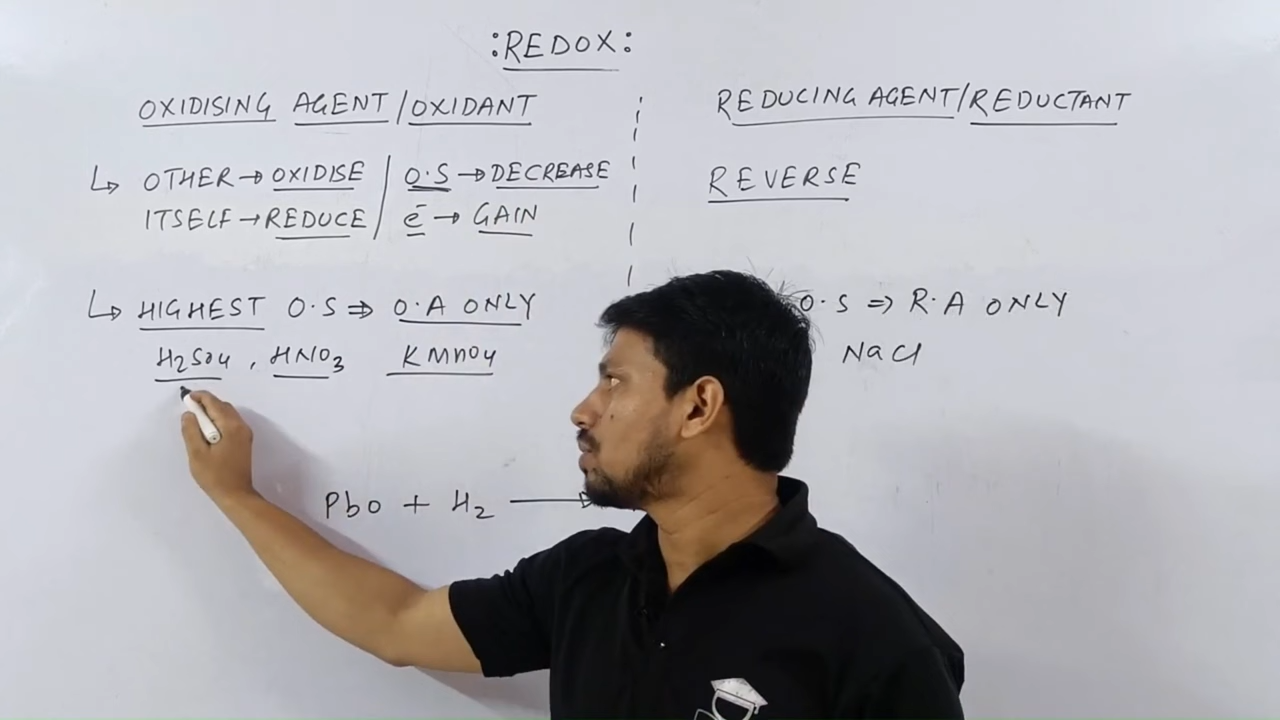 :REDOX:
OXIDISING AGENT/OXIDANT
↳ OTHER→OXIDISE / O.S→DECREASE
ITSELF→REDUCE / e⁻→ GAIN
↳ HIGHEST O.S ⇒ O.A ONLY
H2SO4, HNO3 KMnO4
REDUCING AGENT/REDUCTANT
REVERSE
O.S ⇒ R.A ONLY
NaCl
PbO + H2 →